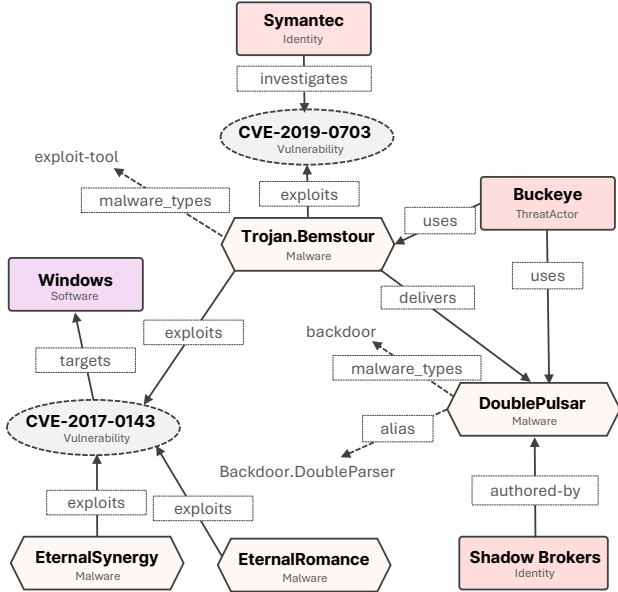 Symantec
Identity
investigates
CVE-2019-0703
Vulnerability
exploit-tool
malware_types
exploits
Buckeye
ThreatActor
uses
Trojan.Bemstour
Malware
uses
Windows
Software
delivers
exploits
backdoor
targets
malware_types
DoublePulsar
Malware
CVE-2017-0143
Vulnerability
alias
Backdoor.DoubleParser
exploits
exploits
authored-by
EternalSynergy
Malware
EternalRomance
Malware
Shadow Brokers
Identity